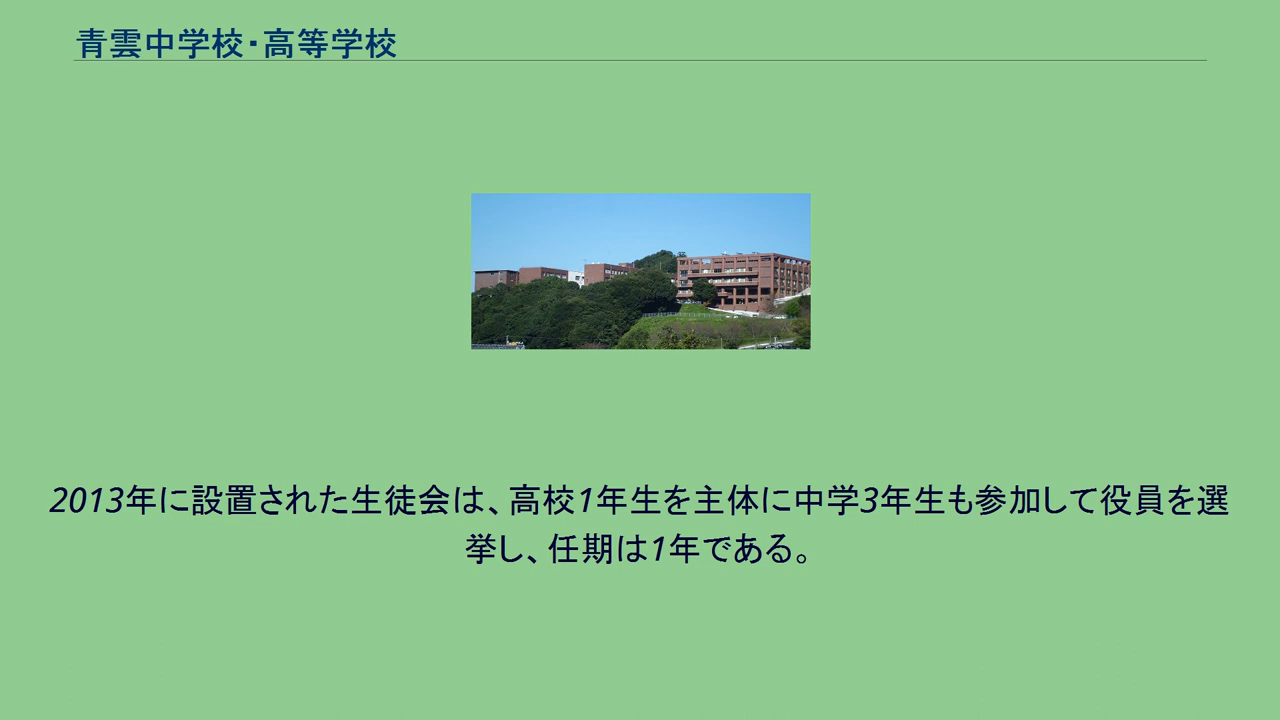 青雲中学校・高等学校
2013年に設置された生徒会は、高校1年生を主体に中学3年生も参加して役員を選
挙し、任期は1年である。